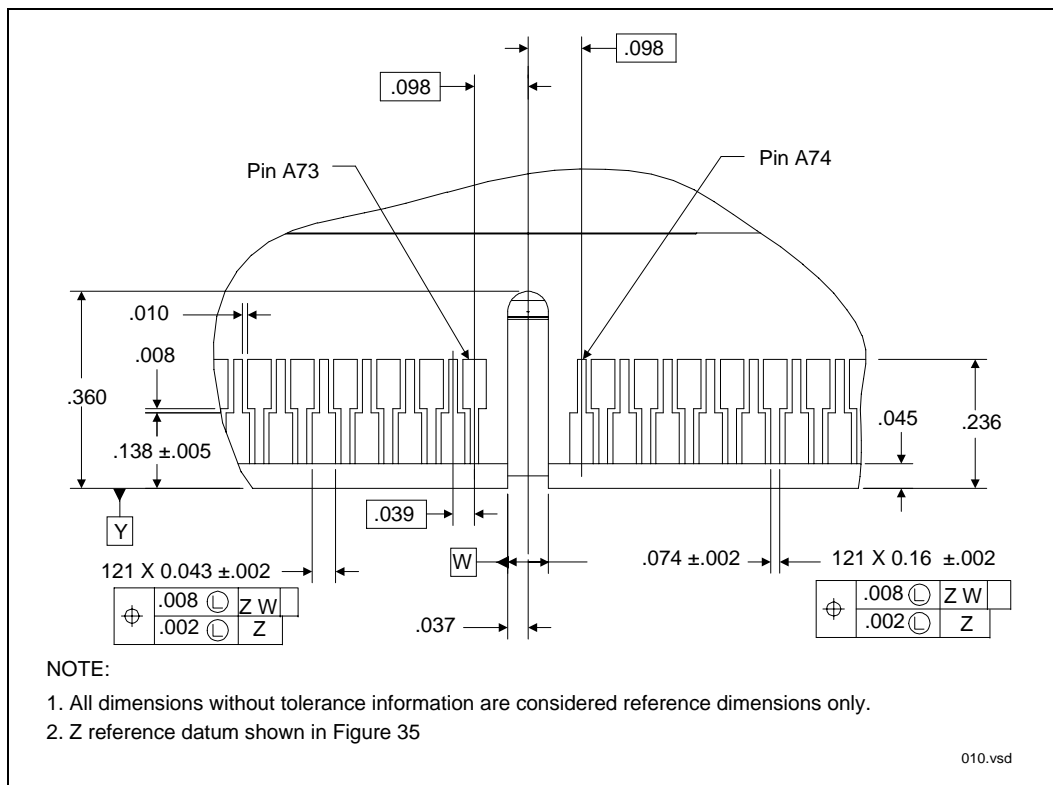 .098
.098
Pin A73
Pin A74
.010
.008
.360
.138 ±.005
.045
.236
Y
.039
W
.074 ±.002
121 X 0.043 ±.002
121 X 0.16 ±.002
.008 Ⓛ Z W
.002 Ⓛ Z
.008 Ⓛ Z W
.002 Ⓛ Z
.037
NOTE:
1. All dimensions without tolerance information are considered reference dimensions only.
2. Z reference datum shown in Figure 35
010.vsd